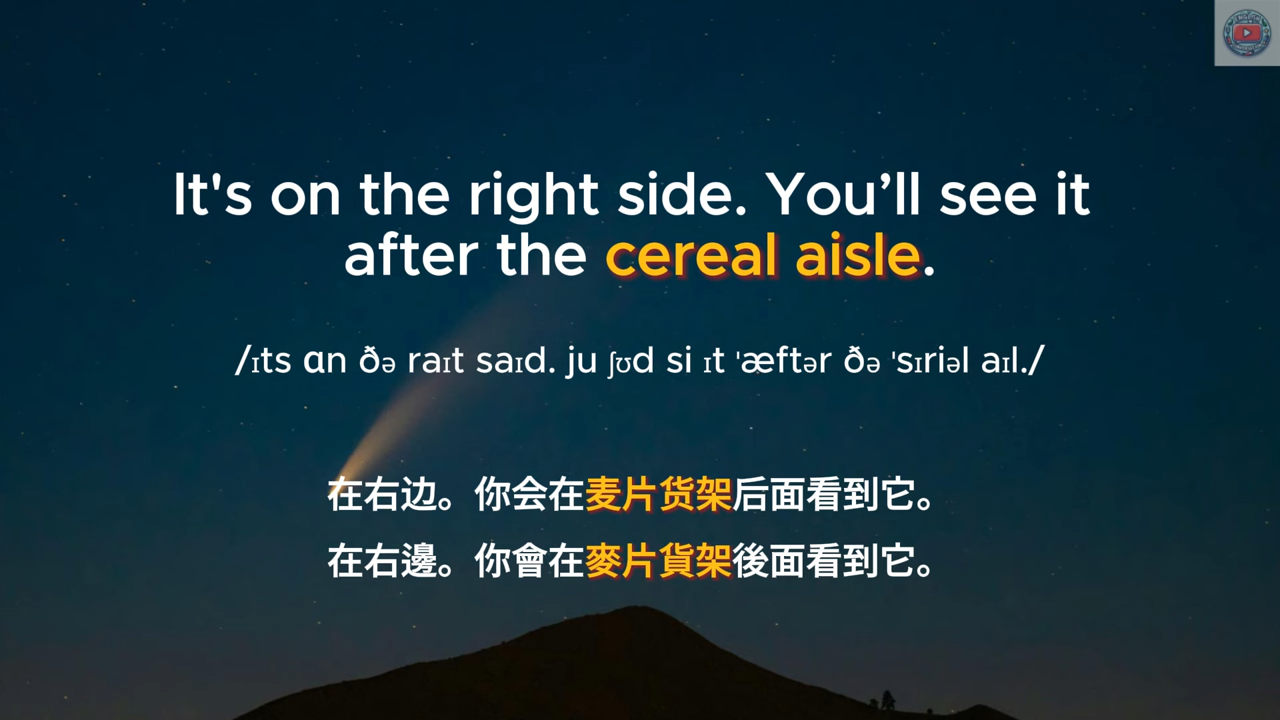 It's on the right side. You’ll see it
after the cereal aisle.
/ɪts ɑn ðə raɪt saɪd. ju ʃʊd si ɪt ˈæftər ðə ˈsɪriəl aɪl./
在右边。你会在麦片货架后面看到它。
在右邊。你會在麥片貨架後面看到它。